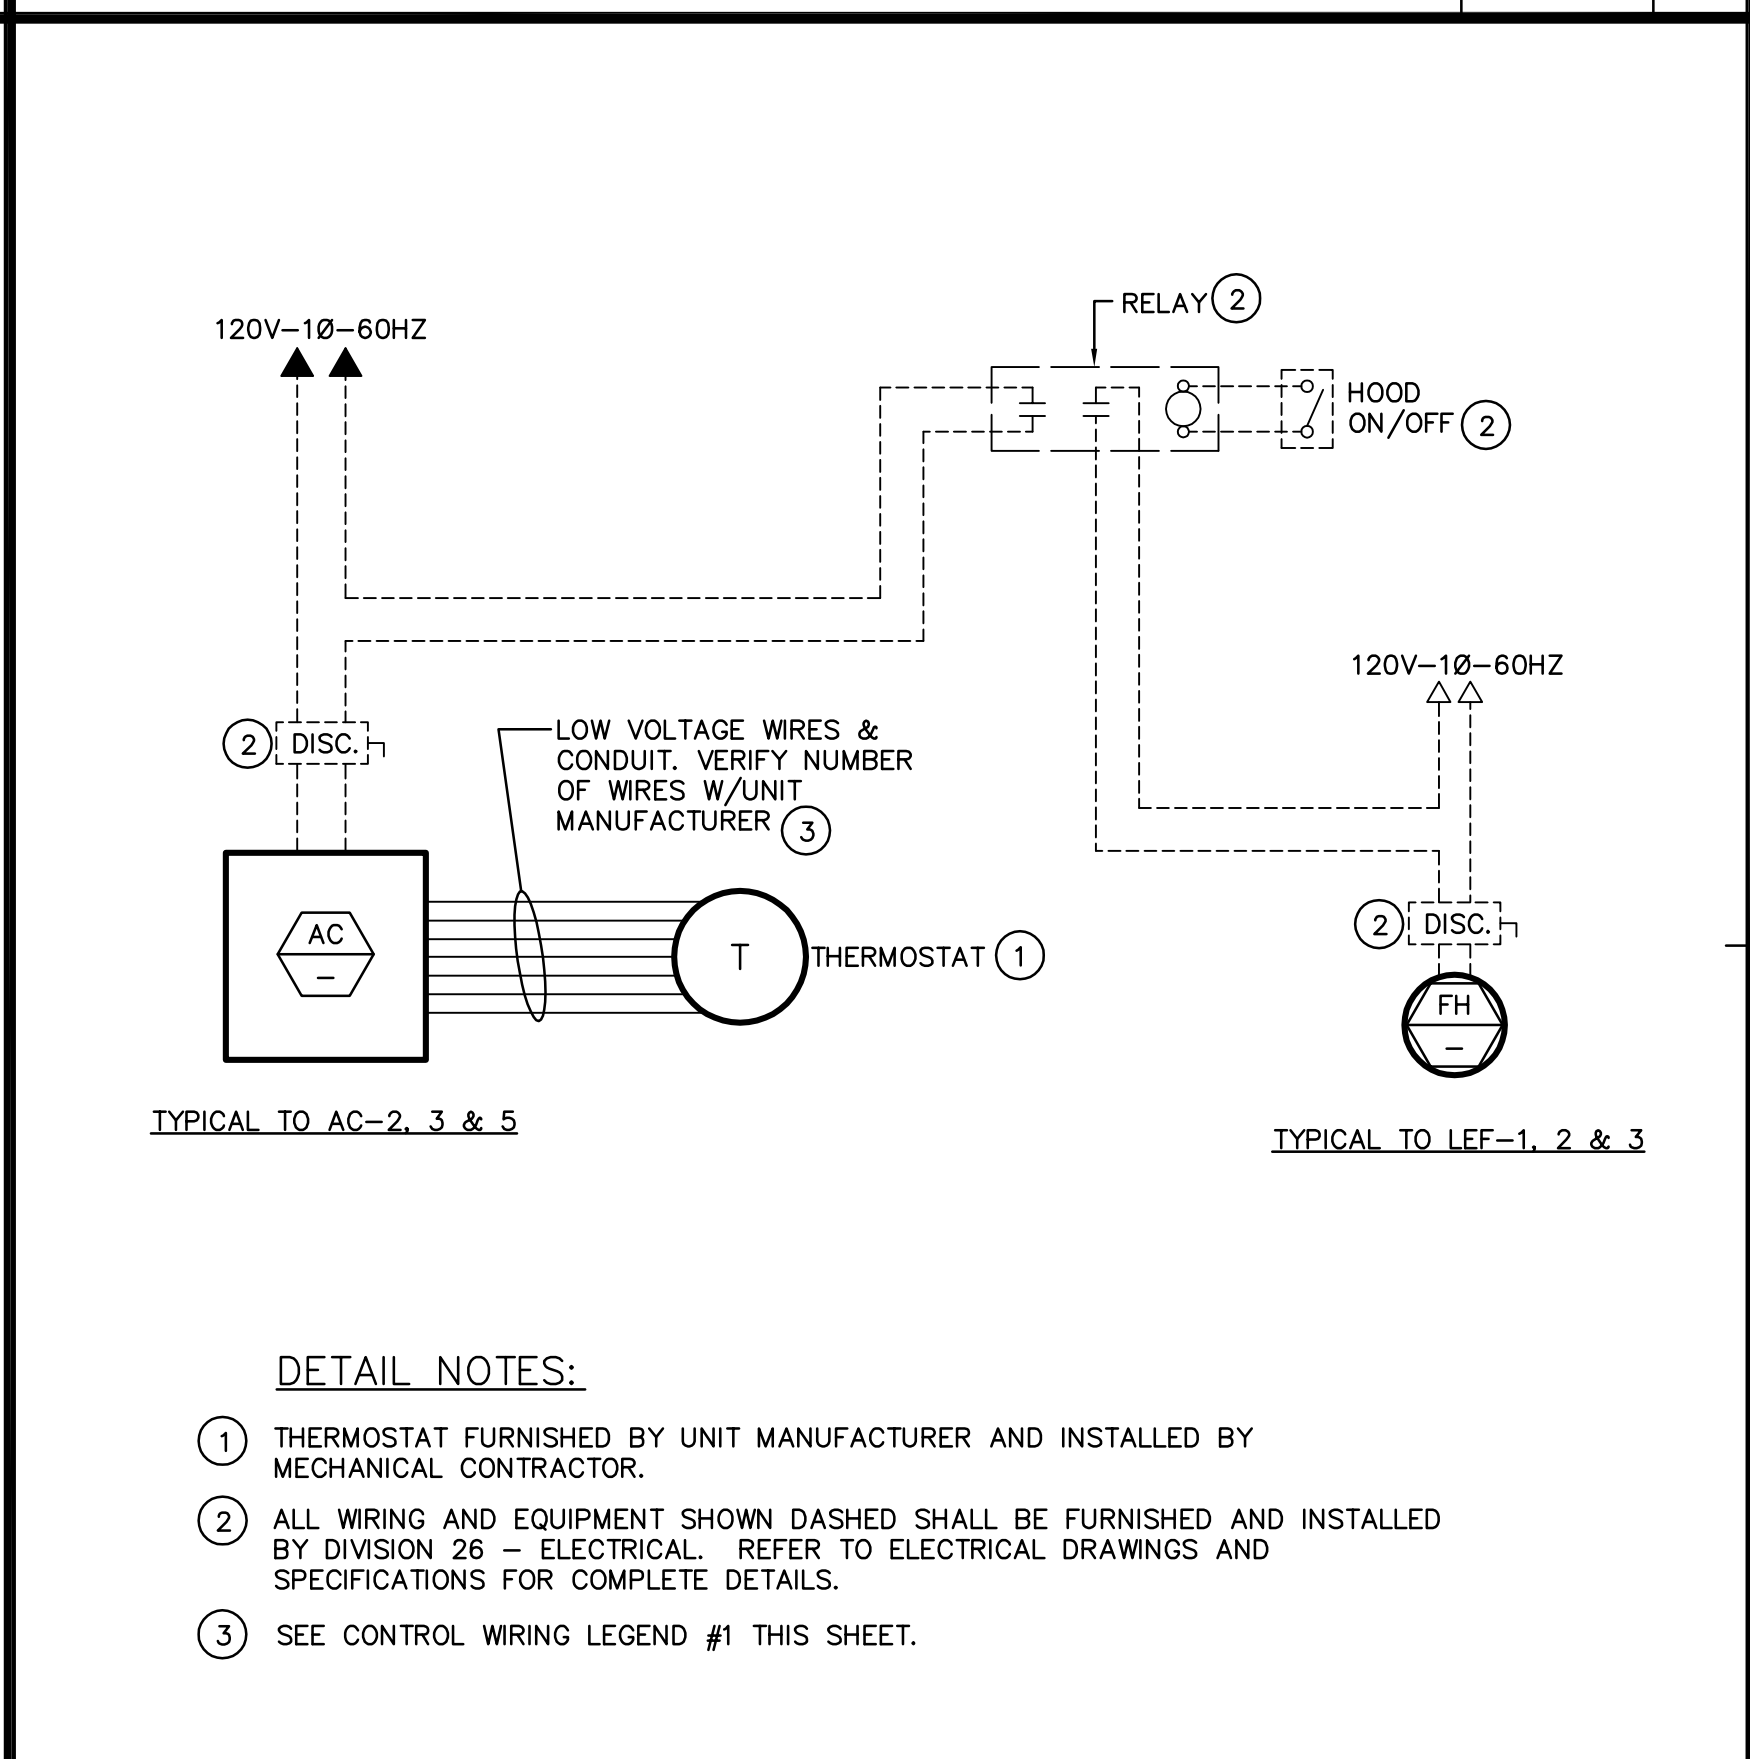 RELAY 2
120V-1Ø-60HZ
HOOD
ON/OFF 2
120V-1Ø-60HZ
2 DISC.
LOW VOLTAGE WIRES &
CONDUIT. VERIFY NUMBER
OF WIRES W/UNIT
MANUFACTURER 3
2 DISC.
AC
-
T
THERMOSTAT 1
FH
-
TYPICAL TO AC-2, 3 & 5
TYPICAL TO LEF-1, 2 & 3
DETAIL NOTES:
1 THERMOSTAT FURNISHED BY UNIT MANUFACTURER AND INSTALLED BY
MECHANICAL CONTRACTOR.
2 ALL WIRING AND EQUIPMENT SHOWN DASHED SHALL BE FURNISHED AND INSTALLED
BY DIVISION 26 - ELECTRICAL. REFER TO ELECTRICAL DRAWINGS AND
SPECIFICATIONS FOR COMPLETE DETAILS.
3 SEE CONTROL WIRING LEGEND #1 THIS SHEET.